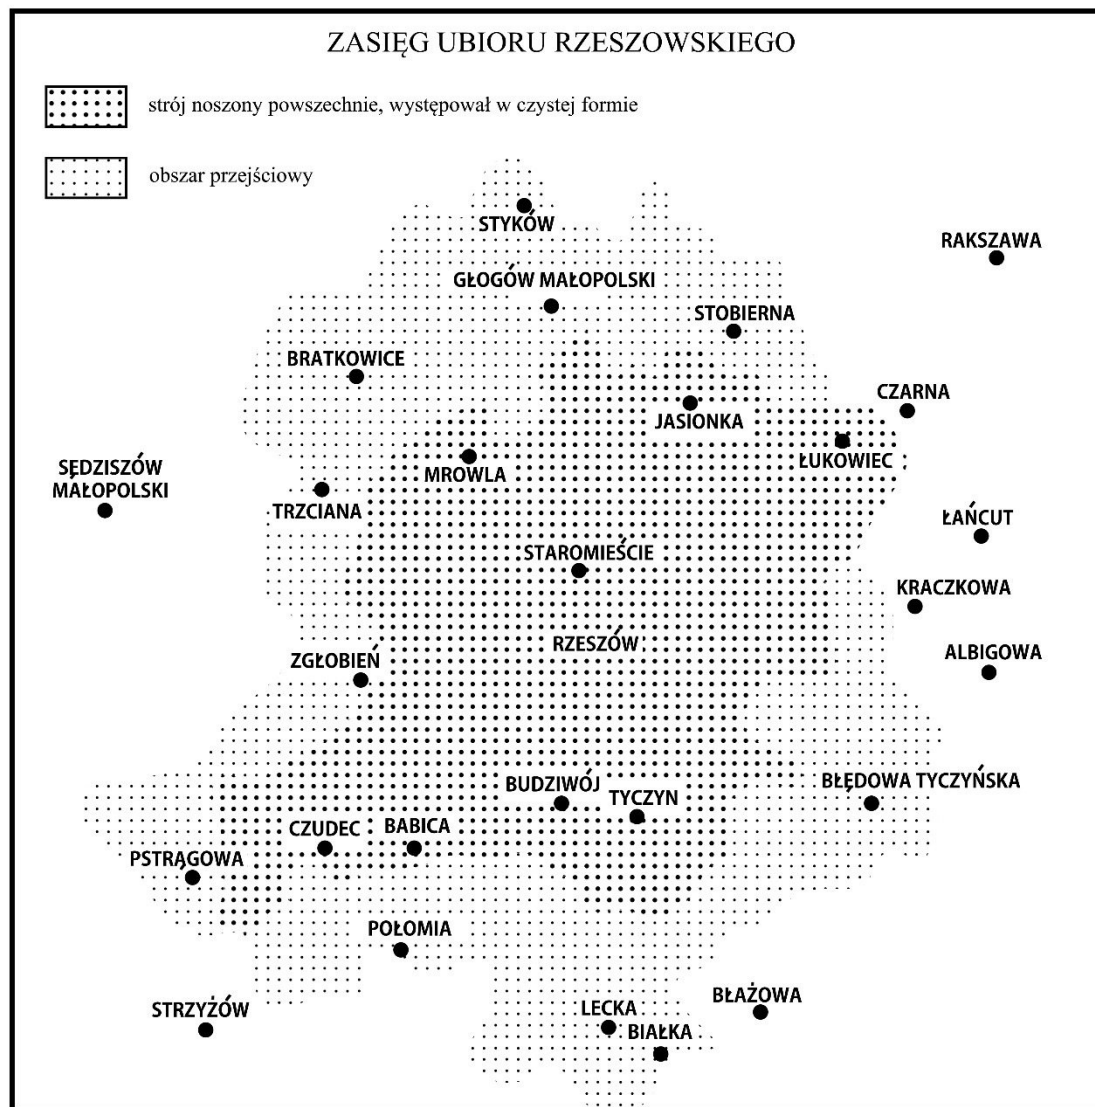 ZASIĘG UBIORU RZESZOWSKIEGO
strój noszony powszechnie, występował w czystej formie
obszar przejściowy
STYKÓW
RAKSZAWA
GŁOGÓW MAŁOPOLSKI
STOBIERNA
BRATKOWICE
CZARNA
JASIONKA
SĘDZISZÓW
MAŁOPOLSKI
MROWLA
ŁUKOWIEC
TRZCIANA
ŁAŃCUT
STAROMIEŚCIE
KRACZKOWA
RZESZÓW
ZGŁOBIEŃ
ALBIGOWA
BUDZIWÓJ
TYCZYN
BŁĘDOWA TYCZYŃSKA
CZUDEC
BABICA
PSTRĄGOWA
POŁOMIA
STRZYŻÓW
LECKA
BŁAŻOWA
BIAŁKA